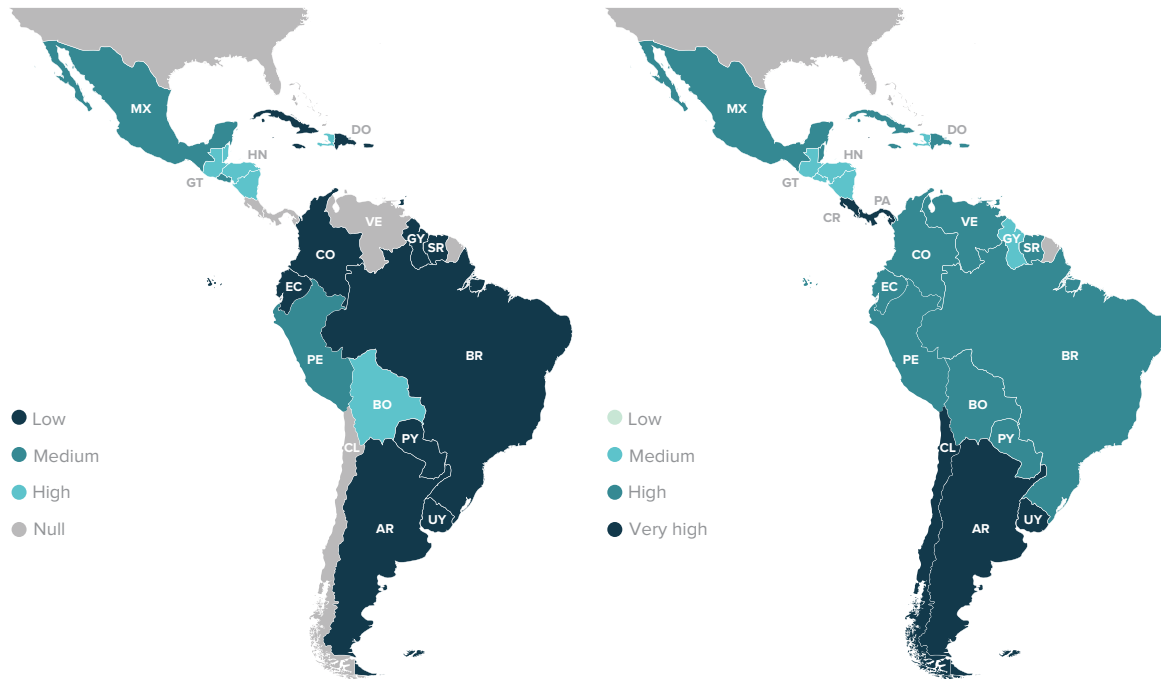 MX
DO
HN
GT
VE
GY
SR
CO
EC
PE
BR
BO
PY
CL
UY
AR
Low
Medium
High
Null
MX
DO
HN
GT
PA
CR
VE
GY
SR
CO
EC
PE
BR
BO
PY
CL
UY
AR
Low
Medium
High
Very high